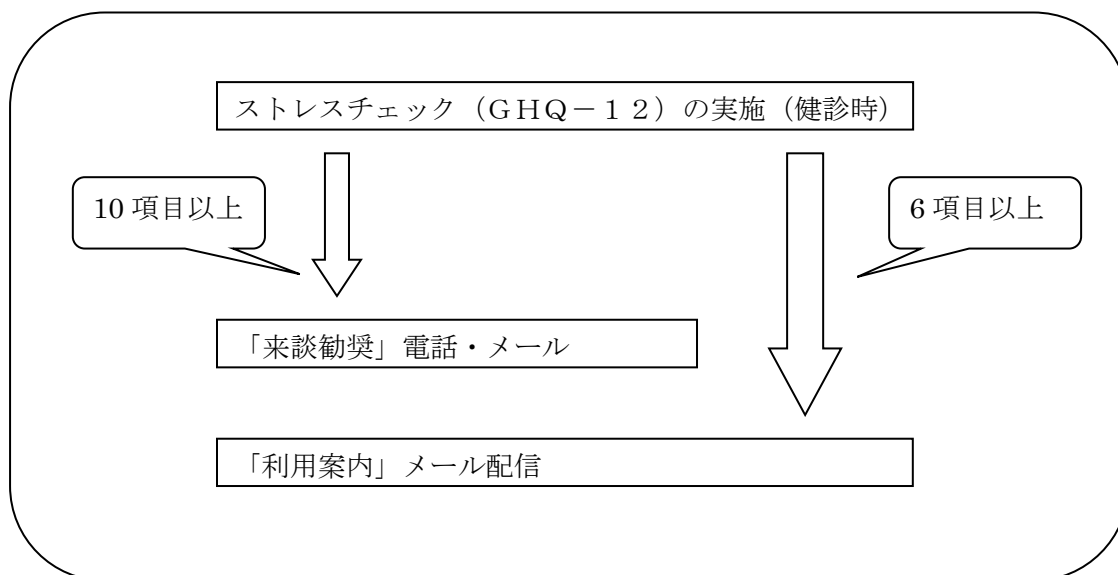 ストレスチェック（ＧＨＱ－１２）の実施（健診時）
10 項目以上
6 項目以上
「来談勧奨」電話・メール
「利用案内」メール配信